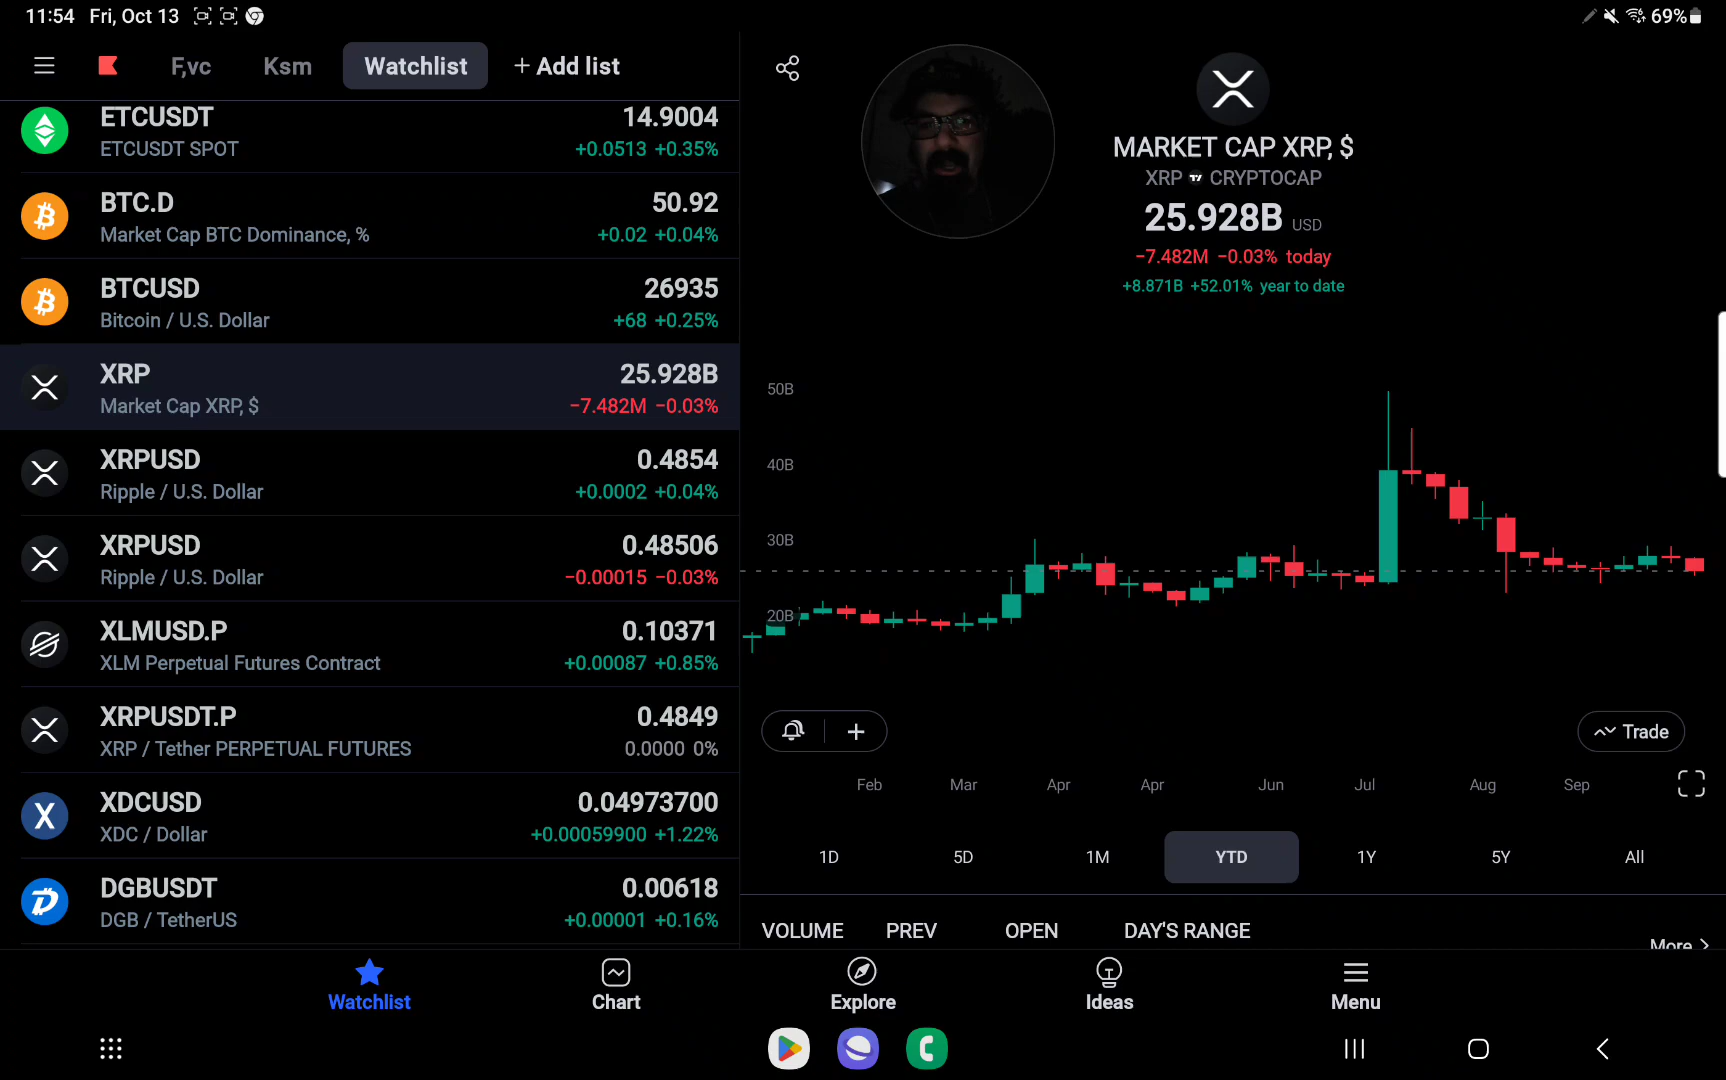 11:54 Fri, Oct 13
69%
F,vc
Ksm
Watchlist
+ Add list
ETCUSDT 14.9004
ETCUSDT SPOT +0.0513 +0.35%
BTC.D 50.92
Market Cap BTC Dominance, % +0.02 +0.04%
BTCUSD 26935
Bitcoin / U.S. Dollar +68 +0.25%
XRP 25.928B
Market Cap XRP, $ −7.482M −0.03%
XRPUSD 0.4854
Ripple / U.S. Dollar +0.0002 +0.04%
XRPUSD 0.48506
Ripple / U.S. Dollar −0.00015 −0.03%
XLMUSD.P 0.10371
XLM Perpetual Futures Contract +0.00087 +0.85%
XRPUSDT.P 0.4849
XRP / Tether PERPETUAL FUTURES 0.0000 0%
XDCUSD 0.04973700
XDC / Dollar +0.00059900 +1.22%
DGBUSDT 0.00618
DGB / TetherUS +0.00001 +0.16%
MARKET CAP XRP, $
XRP CRYPTOCAP
25.928B USD
−7.482M −0.03% today
+8.871B +52.01% year to date
50B
40B
30B
20B
Trade
Feb Mar Apr Apr Jun Jul Aug Sep
1D 5D 1M YTD 1Y 5Y All
VOLUME PREV OPEN DAY'S RANGE
More
Watchlist Chart Explore Ideas Menu